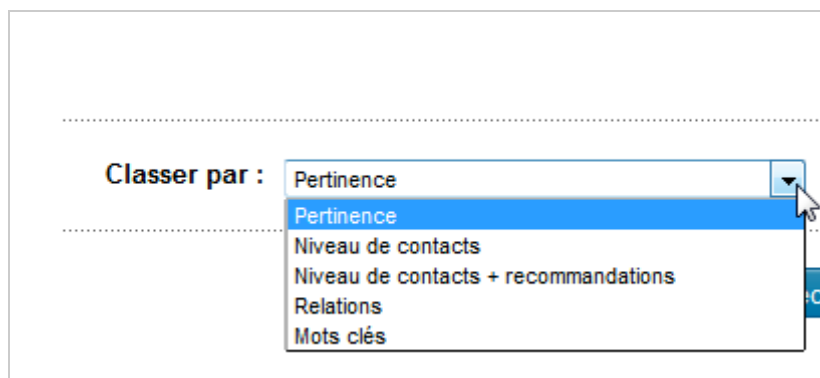 Classer par : Pertinence
Pertinence
Niveau de contacts
Niveau de contacts + recommandations
Relations
Mots clés